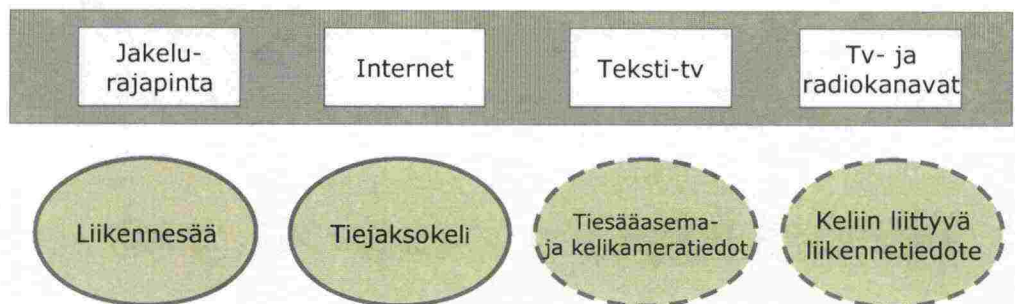 Jakelu-
rajapinta
Internet
Teksti-tv
Tv- ja
radiokanavat
Liikennesää
Tiejaksokeli
Tiesääasema-
ja kelikameratiedot
Keliin liittyvä
liikennetiedote